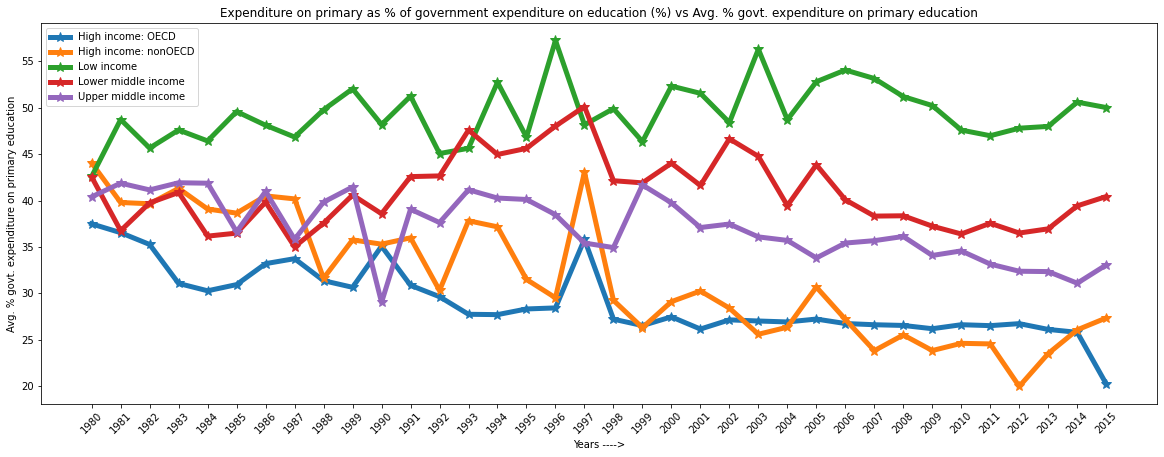 Expenditure on primary as % of government expenditure on education (%) vs Avg. % govt. expenditure on primary education
High income: OECD
High income: nonOECD
Low income
Lower middle income
Upper middle income
Avg. % govt. expenditure on primary education
55
50
45
40
35
30
25
20
1980 1981 1982 1983 1984 1985 1986 1987 1988 1989 1990 1991 1992 1993 1994 1995 1996 1997 1998 1999 2000 2001 2002 2003 2004 2005 2006 2007 2008 2009 2010 2011 2012 2013 2014 2015
Years ---->